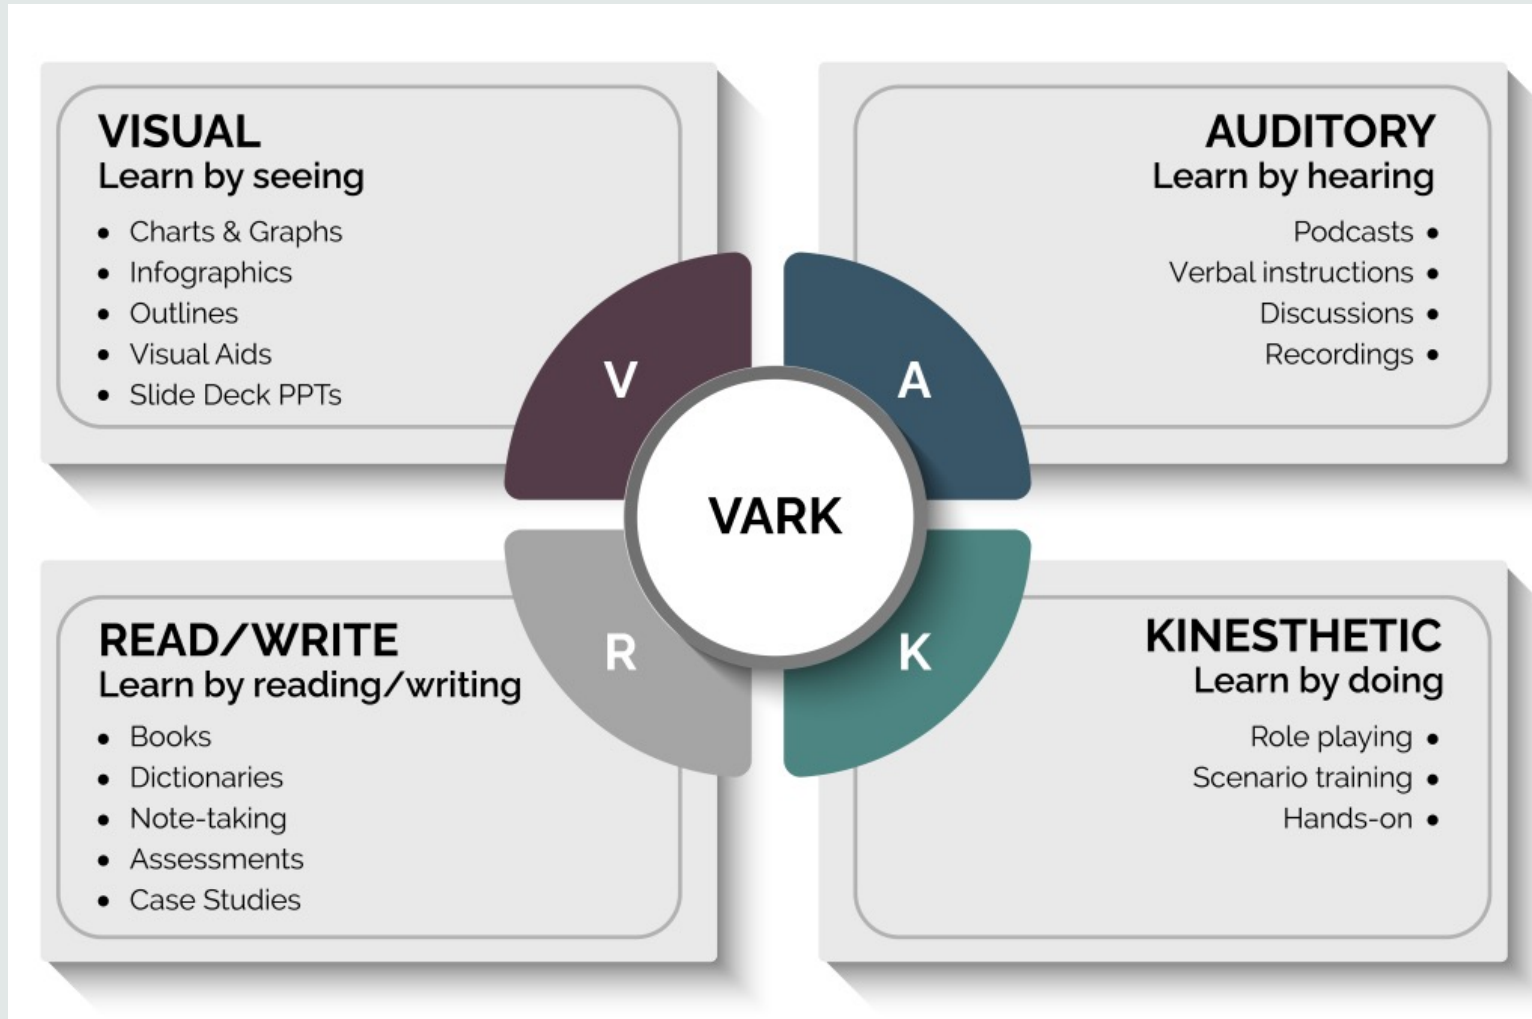 VISUAL
Learn by seeing
• Charts & Graphs
• Infographics
• Outlines
• Visual Aids
• Slide Deck PPTs
AUDITORY
Learn by hearing
Podcasts •
Verbal instructions •
Discussions •
Recordings •
V
A
VARK
R
K
READ/WRITE
Learn by reading/writing
• Books
• Dictionaries
• Note-taking
• Assessments
• Case Studies
KINESTHETIC
Learn by doing
Role playing •
Scenario training •
Hands-on •